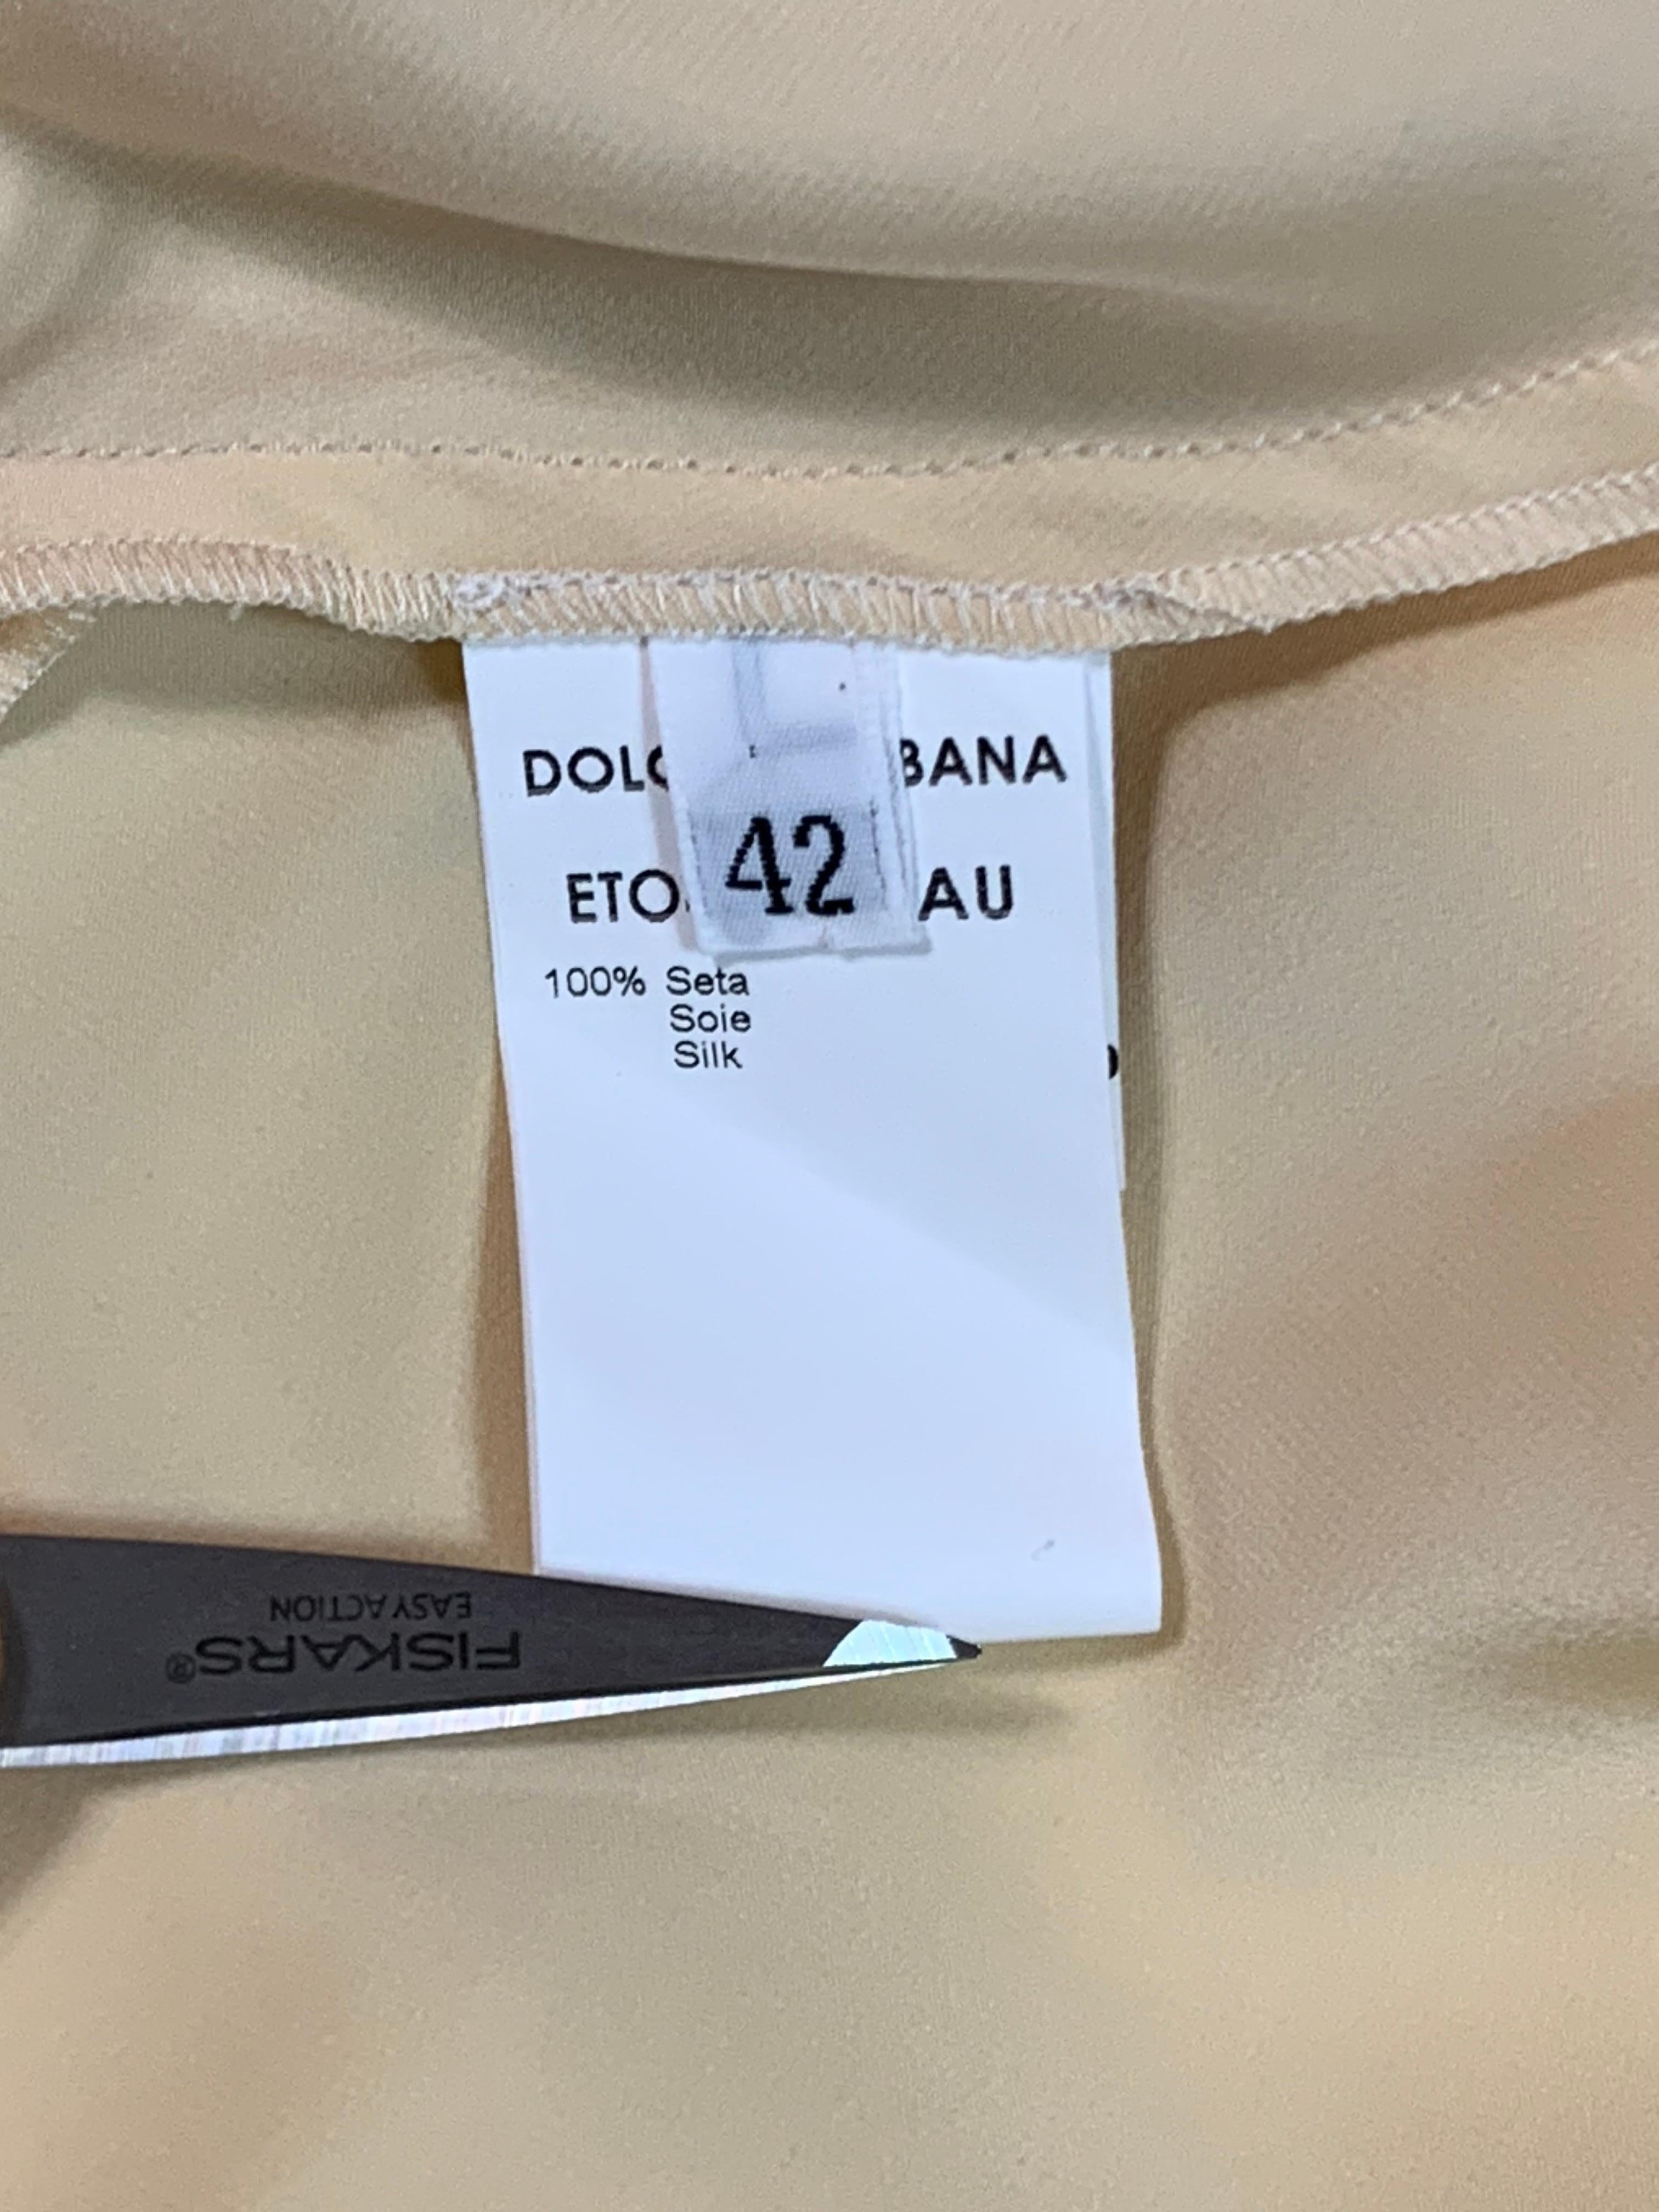 DOLC BANA
42
ETO AU
100% Seta
Soie
Silk
FISKARS®
EASY ACTION